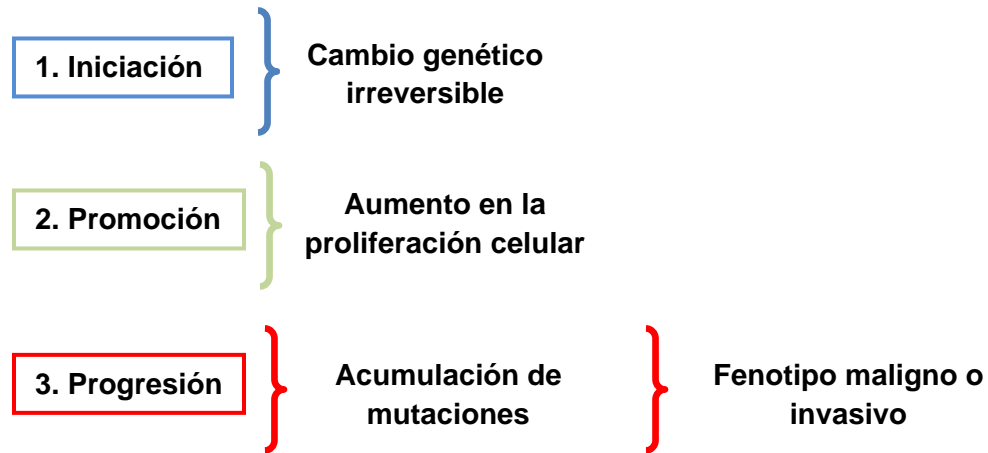 1. Iniciación
Cambio genético
irreversible
2. Promoción
Aumento en la
proliferación celular
3. Progresión
Acumulación de
mutaciones
Fenotipo maligno o
invasivo